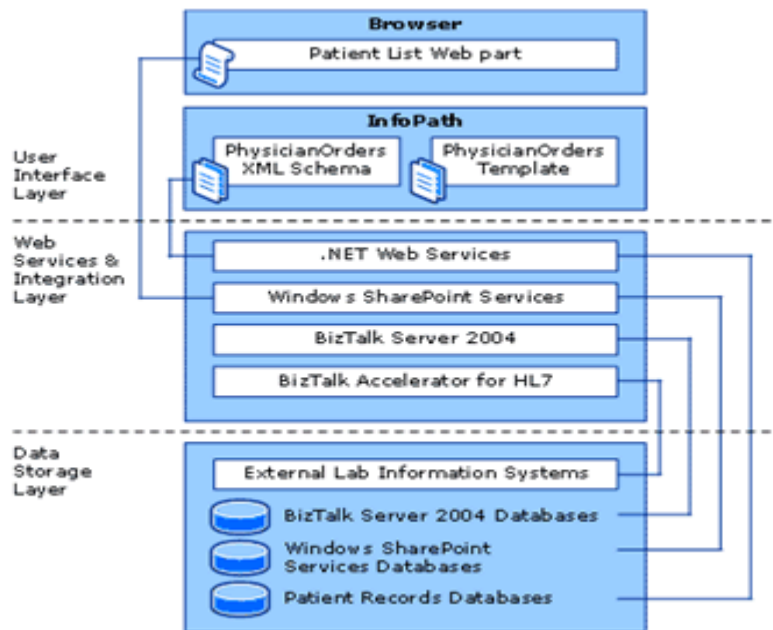 Browser
Patient List Web part
InfoPath
PhysicianOrders
XML Schema
PhysicianOrders
Template
User
Interface
Layer
Web
Services &
Integration
Layer
.NET Web Services
Windows SharePoint Services
BizTalk Server 2004
BizTalk Accelerator for HL7
Data
Storage
Layer
External Lab Information Systems
BizTalk Server 2004 Databases
Windows SharePoint
Services Databases
Patient Records Databases